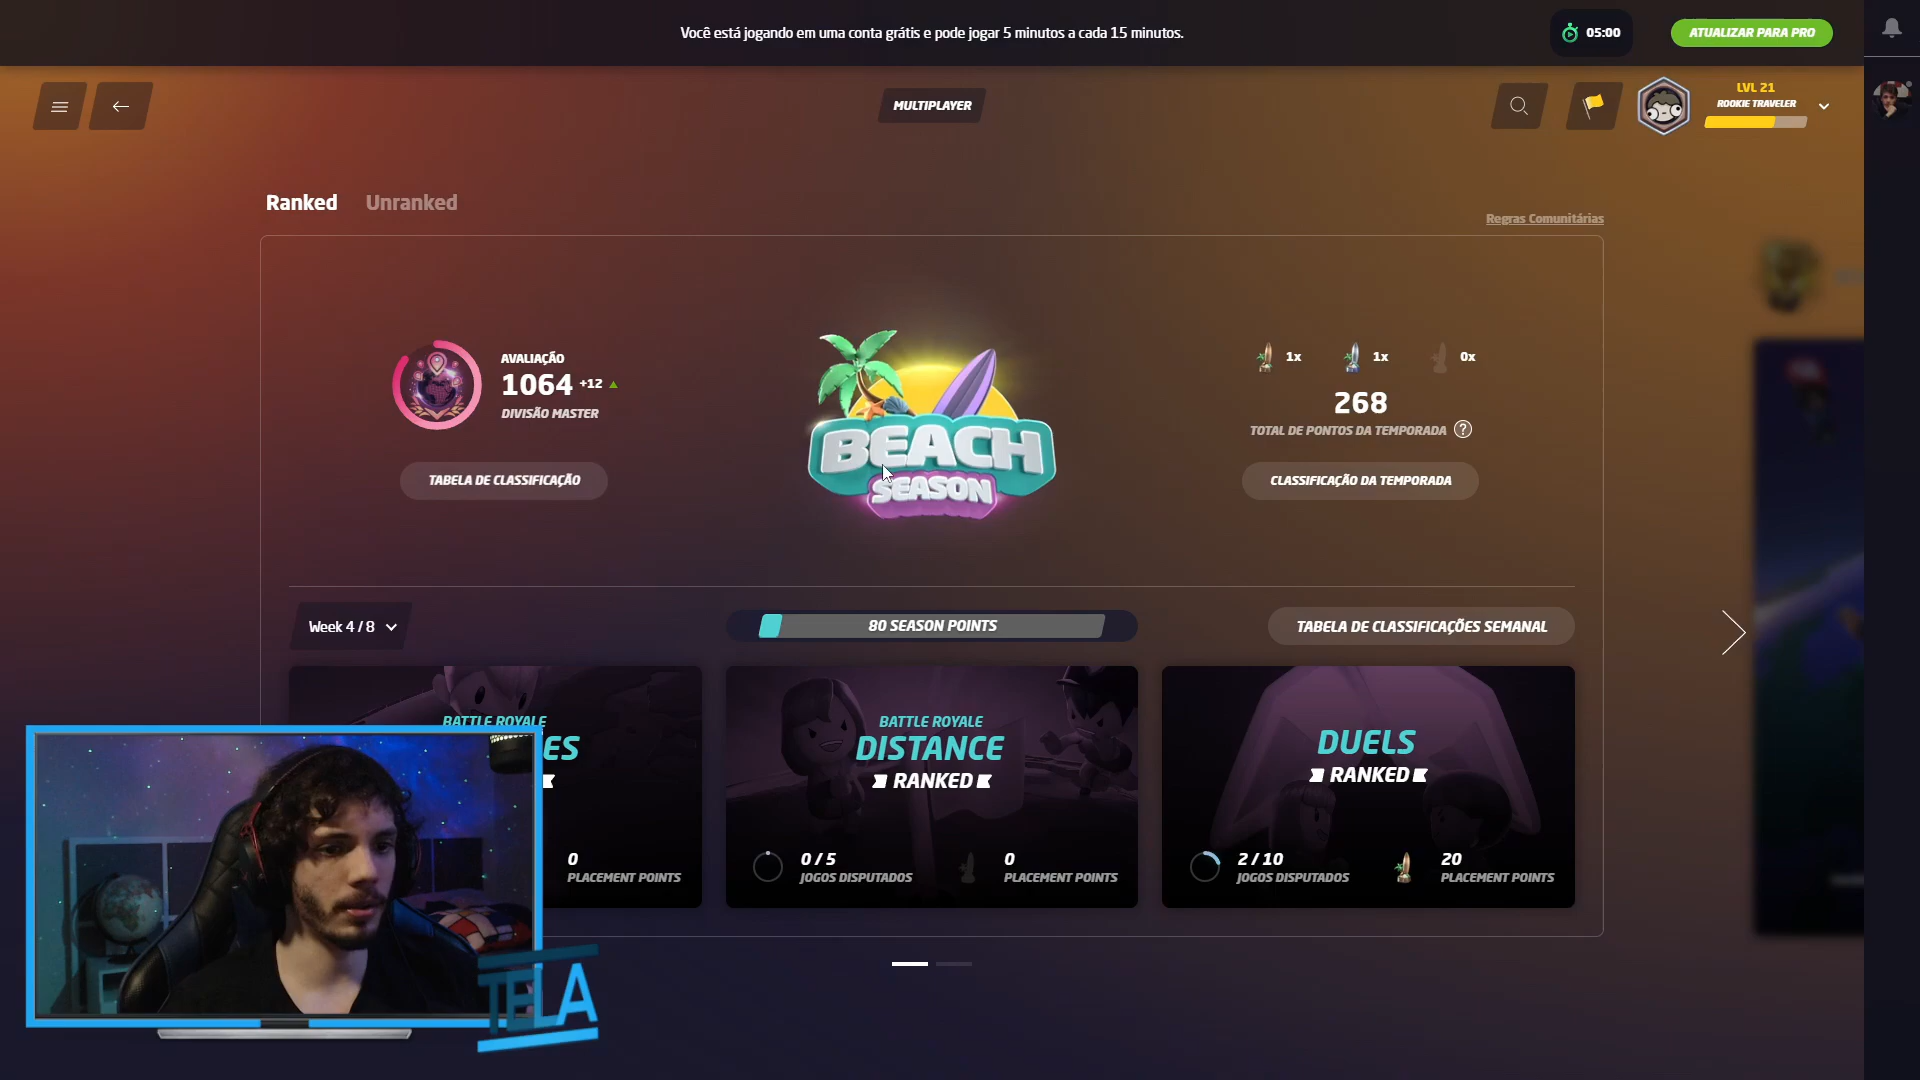 Você está jogando em uma conta grátis e pode jogar 5 minutos a cada 15 minutos.
05:00
ATUALIZAR PARA PRO
MULTIPLAYER
LVL 21
ROOKIE TRAVELER
Ranked
Unranked
Regras Comunitárias
AVALIAÇÃO
1064 +12
DIVISÃO MASTER
TABELA DE CLASSIFICAÇÃO
BEACH
SEASON
1x
1x
0x
268
TOTAL DE PONTOS DA TEMPORADA ?
CLASSIFICAÇÃO DA TEMPORADA
Week 4 / 8
80 SEASON POINTS
TABELA DE CLASSIFICAÇÕES SEMANAL
BATTLE ROYALE
ES
0
PLACEMENT POINTS
BATTLE ROYALE
DISTANCE
RANKED
0 / 5
JOGOS DISPUTADOS
0
PLACEMENT POINTS
DUELS
RANKED
2 / 10
JOGOS DISPUTADOS
20
PLACEMENT POINTS
TELA